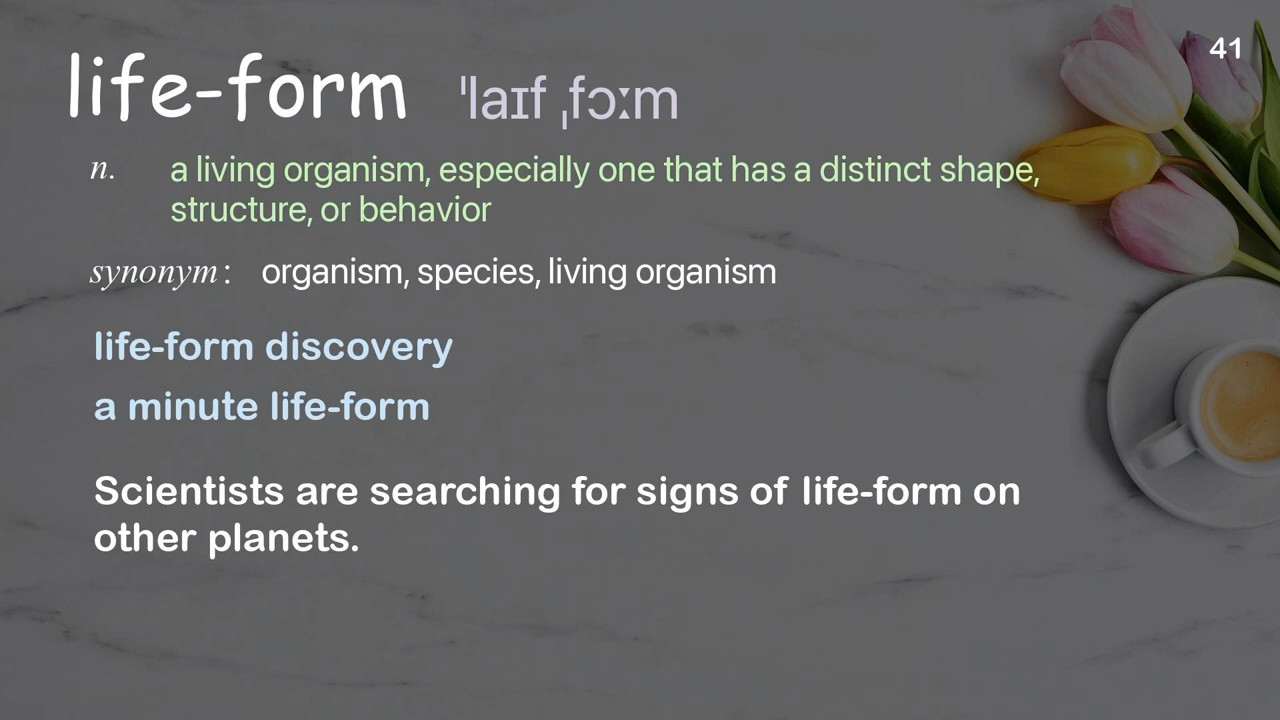 41
life-form ˈlaɪf ˌfɔːm
n. a living organism, especially one that has a distinct shape,
structure, or behavior
synonym: organism, species, living organism
life-form discovery
a minute life-form
Scientists are searching for signs of life-form on
other planets.